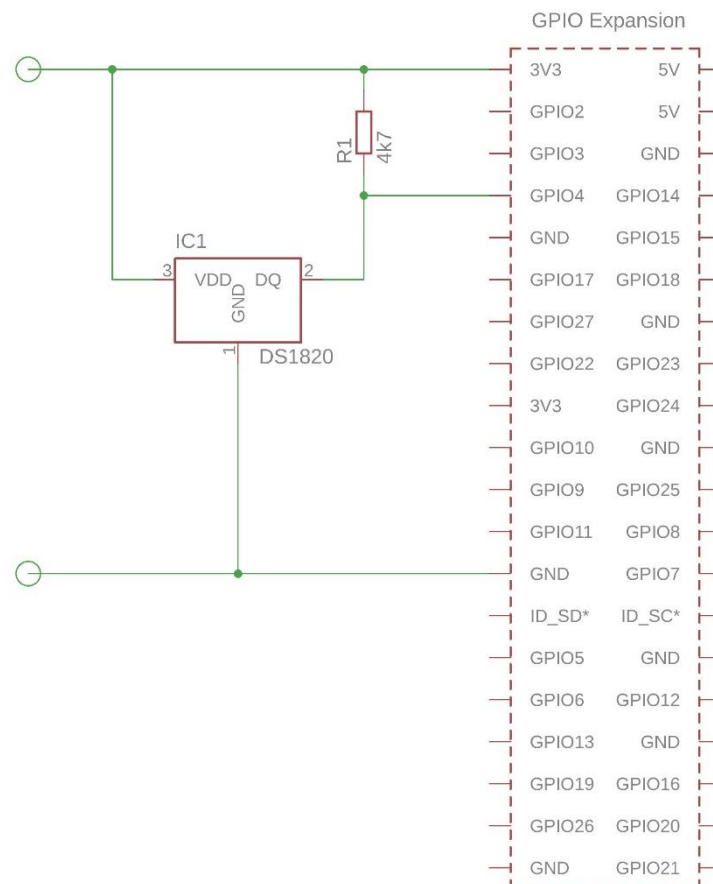 GPIO Expansion
3V3 5V
GPIO2 5V
GPIO3 GND
GPIO4 GPIO14
GND GPIO15
GPIO17 GPIO18
GPIO27 GND
GPIO22 GPIO23
3V3 GPIO24
GPIO10 GND
GPIO9 GPIO25
GPIO11 GPIO8
GND GPIO7
ID_SD* ID_SC*
GPIO5 GND
GPIO6 GPIO12
GPIO13 GND
GPIO19 GPIO16
GPIO26 GPIO20
GND GPIO21
R1
4k7
IC1
3 VDD DQ 2
GND
1
DS1820